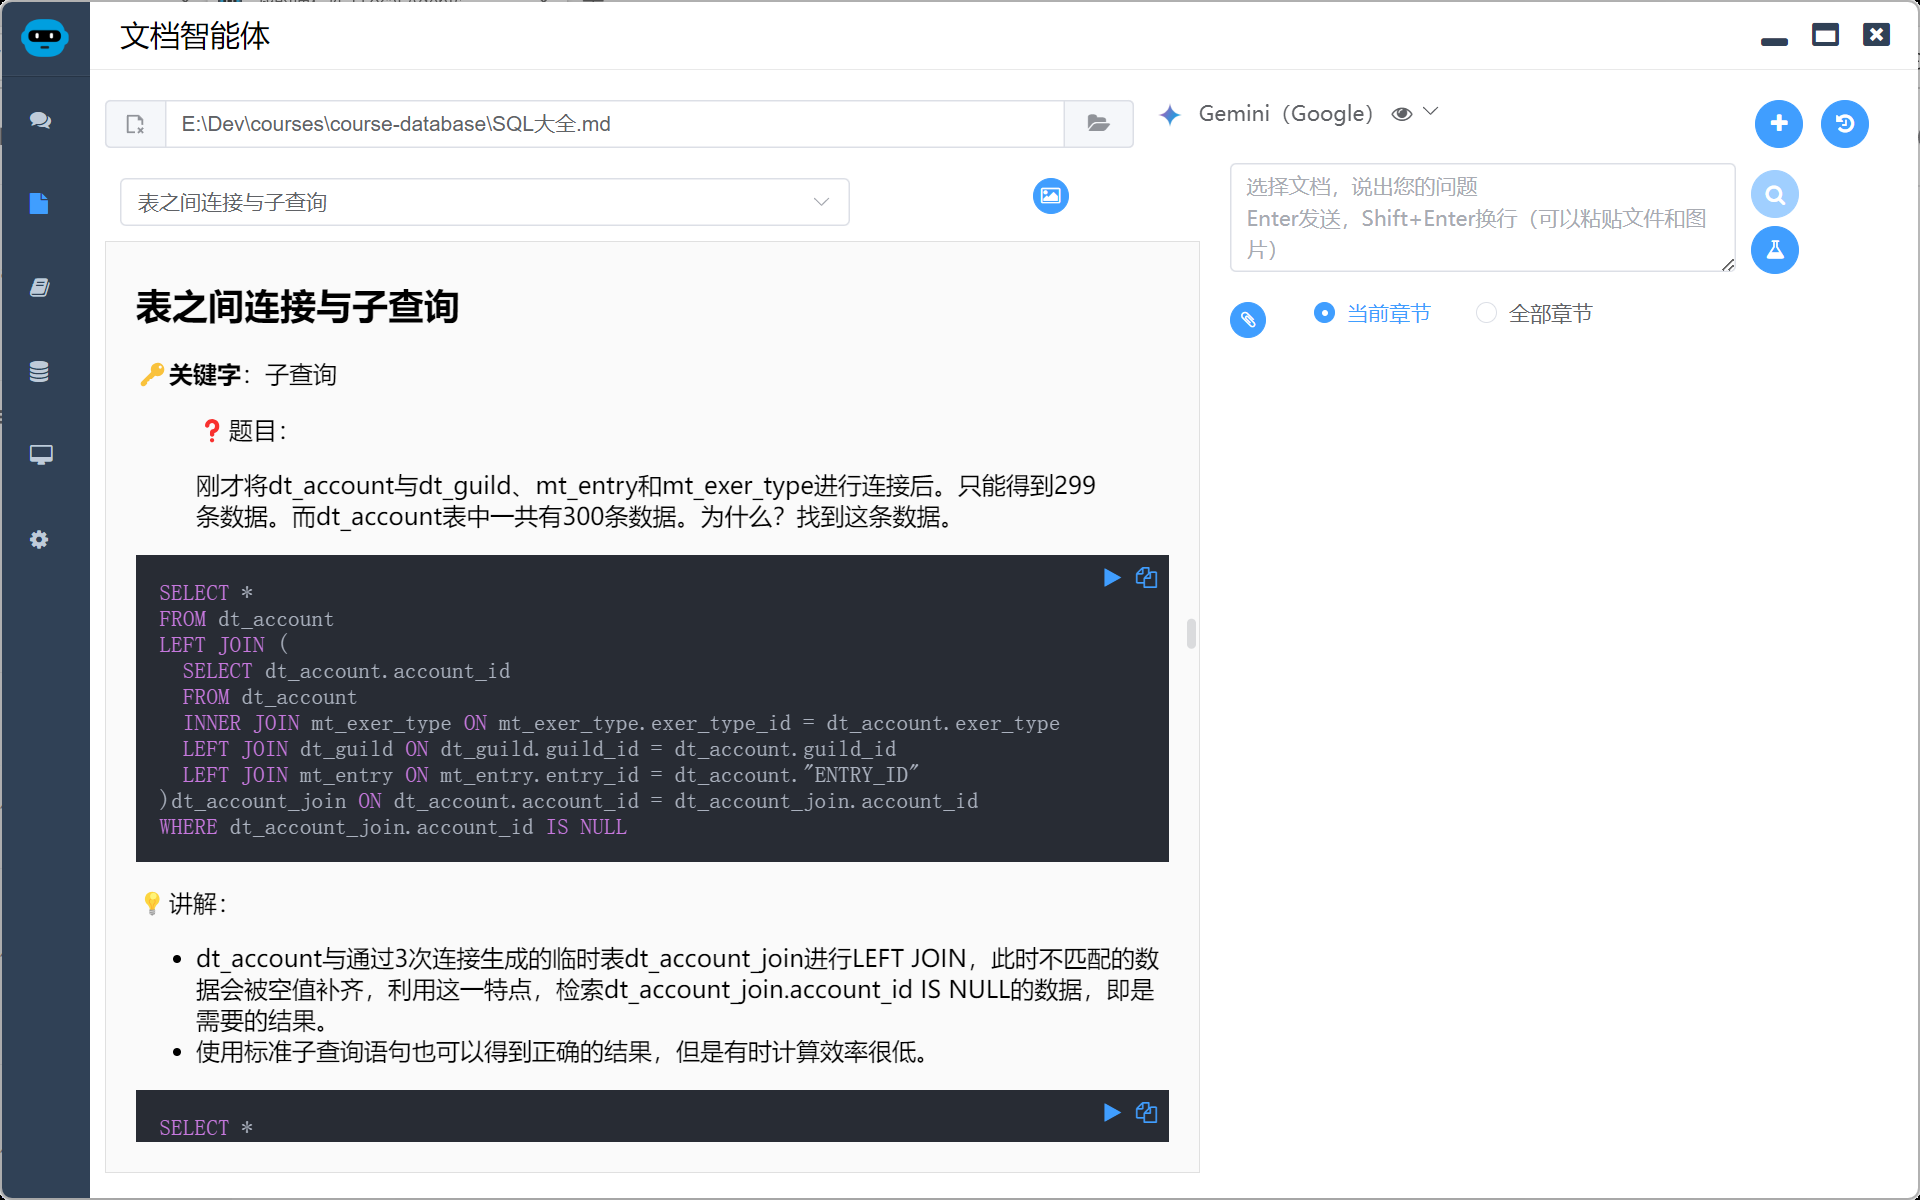 文档智能体
E:\Dev\courses\course-database\SQL大全.md
Gemini（Google）
表之间连接与子查询
选择文档，说出您的问题
Enter发送，Shift+Enter换行（可以粘贴文件和图
片）
当前章节
全部章节
表之间连接与子查询
🔑关键字：子查询
❓题目：
刚才将dt_account与dt_guild、mt_entry和mt_exer_type进行连接后。只能得到299
条数据。而dt_account表中一共有300条数据。为什么？找到这条数据。
SELECT *
FROM dt_account
LEFT JOIN (
  SELECT dt_account.account_id
  FROM dt_account
  INNER JOIN mt_exer_type ON mt_exer_type.exer_type_id = dt_account.exer_type
  LEFT JOIN dt_guild ON dt_guild.guild_id = dt_account.guild_id
  LEFT JOIN mt_entry ON mt_entry.entry_id = dt_account."ENTRY_ID"
)dt_account_join ON dt_account.account_id = dt_account_join.account_id
WHERE dt_account_join.account_id IS NULL
💡讲解：
• dt_account与通过3次连接生成的临时表dt_account_join进行LEFT JOIN，此时不匹配的数
据会被空值补齐，利用这一特点，检索dt_account_join.account_id IS NULL的数据，即是
需要的结果。
• 使用标准子查询语句也可以得到正确的结果，但是有时计算效率很低。
SELECT *